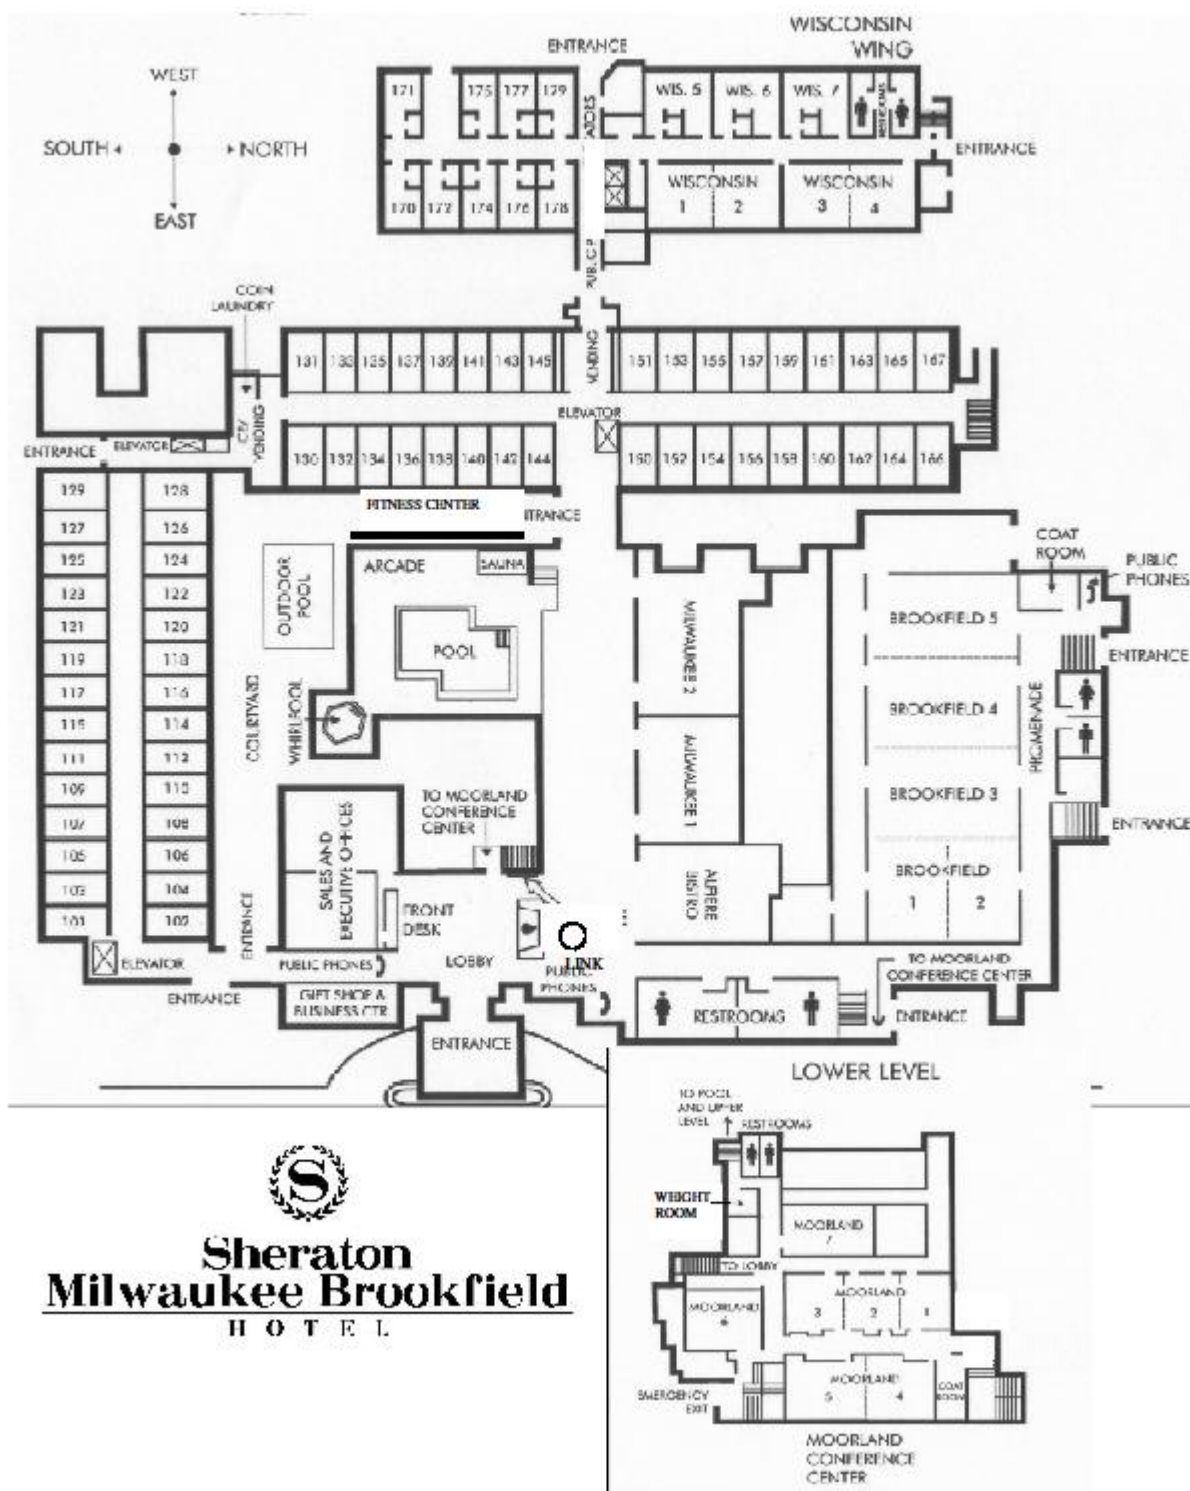 WISCONSIN
WING
ENTRANCE
WEST
SOUTH
NORTH
EAST
171
175
177
179
WIS. 5
WIS. 6
WIS. 7
RESTROOMS
ENTRANCE
170
172
174
176
178
WISCONSIN
1
2
WISCONSIN
3
4
COIN
LAUNDRY
131
133
135
137
139
141
143
145
VENDING
151
153
155
157
159
161
163
165
167
ENTRANCE
ELEVATOR
ICE/
VENDING
ELEVATOR
130
132
134
136
138
140
142
144
150
152
154
156
158
160
162
164
166
129
128
127
126
125
124
123
122
121
120
119
118
117
116
115
114
111
112
109
110
107
108
105
106
103
104
101
102
FITNESS CENTER
NTRANCE
OUTDOOR
POOL
ARCADE
SAUNA
POOL
COURTYARD
WHIRLPOOL
MILWAUKEE 2
MILWAUKEE 1
COAT
ROOM
PUBLIC
PHONES
BROOKFIELD 5
ENTRANCE
BROOKFIELD 4
PROMENADE
BROOKFIELD 3
ENTRANCE
BROOKFIELD
1
2
TO MOORLAND
CONFERENCE
CENTER
SALES AND
EXECUTIVE OFFICES
BISTRO
FRONT
DESK
LOBBY
LINK
PUBLIC
PHONES
ENTRANCE
ELEVATOR
PUBLIC PHONES
ENTRANCE
GIFT SHOP &
BUSINESS CTR
ENTRANCE
RESTROOMS
TO MOORLAND
CONFERENCE CENTER
ENTRANCE
LOWER LEVEL
TO POOL
AND UPPER
LEVEL
RESTROOMS
WEIGHT
ROOM
MOORLAND
7
TO LOBBY
MOORLAND
6
MOORLAND
3
2
1
MOORLAND
5
4
COAT
ROOM
EMERGENCY
EXIT
MOORLAND
CONFERENCE
CENTER
S
Sheraton
Milwaukee Brookfield
HOTEL